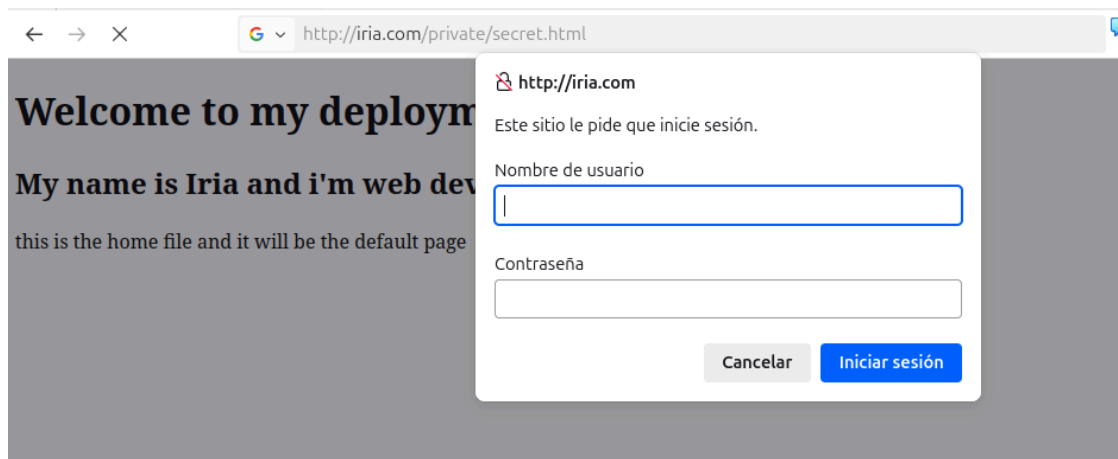 http://iria.com/private/secret.html
http://iria.com
Este sitio le pide que inicie sesión.
Nombre de usuario
Contraseña
Cancelar Iniciar sesión
Welcome to my deploym
My name is Iria and i'm web dev
this is the home file and it will be the default page